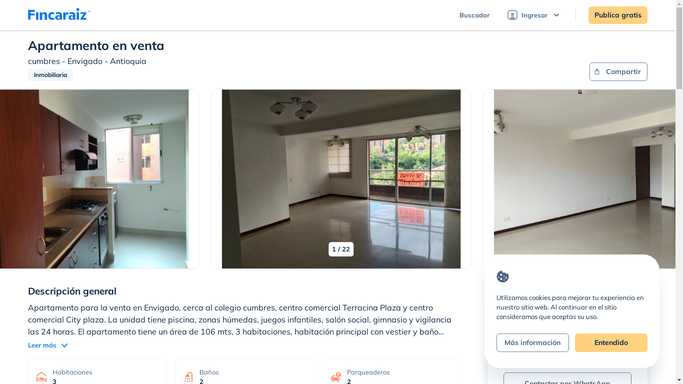 Fincaraiz
Buscador
Ingresar
Publica gratis
Apartamento en venta
cumbres - Envigado - Antioquia
Inmobiliaria
Compartir
1 / 22
Descripción general
Apartamento para la venta en Envigado, cerca al colegio cumbres, centro comercial Terracina Plaza y centro
comercial City plaza. La unidad tiene piscina, zonas húmedas, juegos infantiles, salón social, gimnasio y vigilancia
las 24 horas. El apartamento tiene un área de 106 mts, 3 habitaciones, habitación principal con vestier y baño...
Leer más
Habitaciones
3
Baños
2
Parqueaderos
2
Utilizamos cookies para mejorar tu experiencia en
nuestro sitio web. Al continuar en el sitio
consideramos que aceptas su uso.
Más información
Entendido
Contactar por WhatsApp